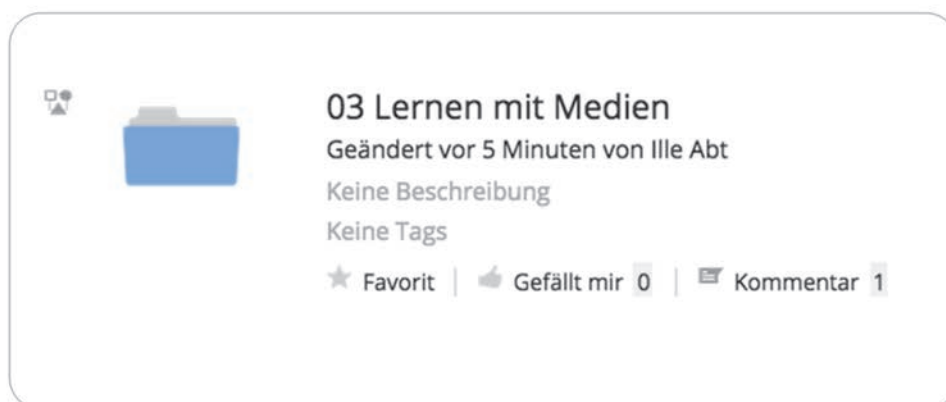 03 Lernen mit Medien
Geändert vor 5 Minuten von Ille Abt
Keine Beschreibung
Keine Tags
Favorit | Gefällt mir 0 | Kommentar 1